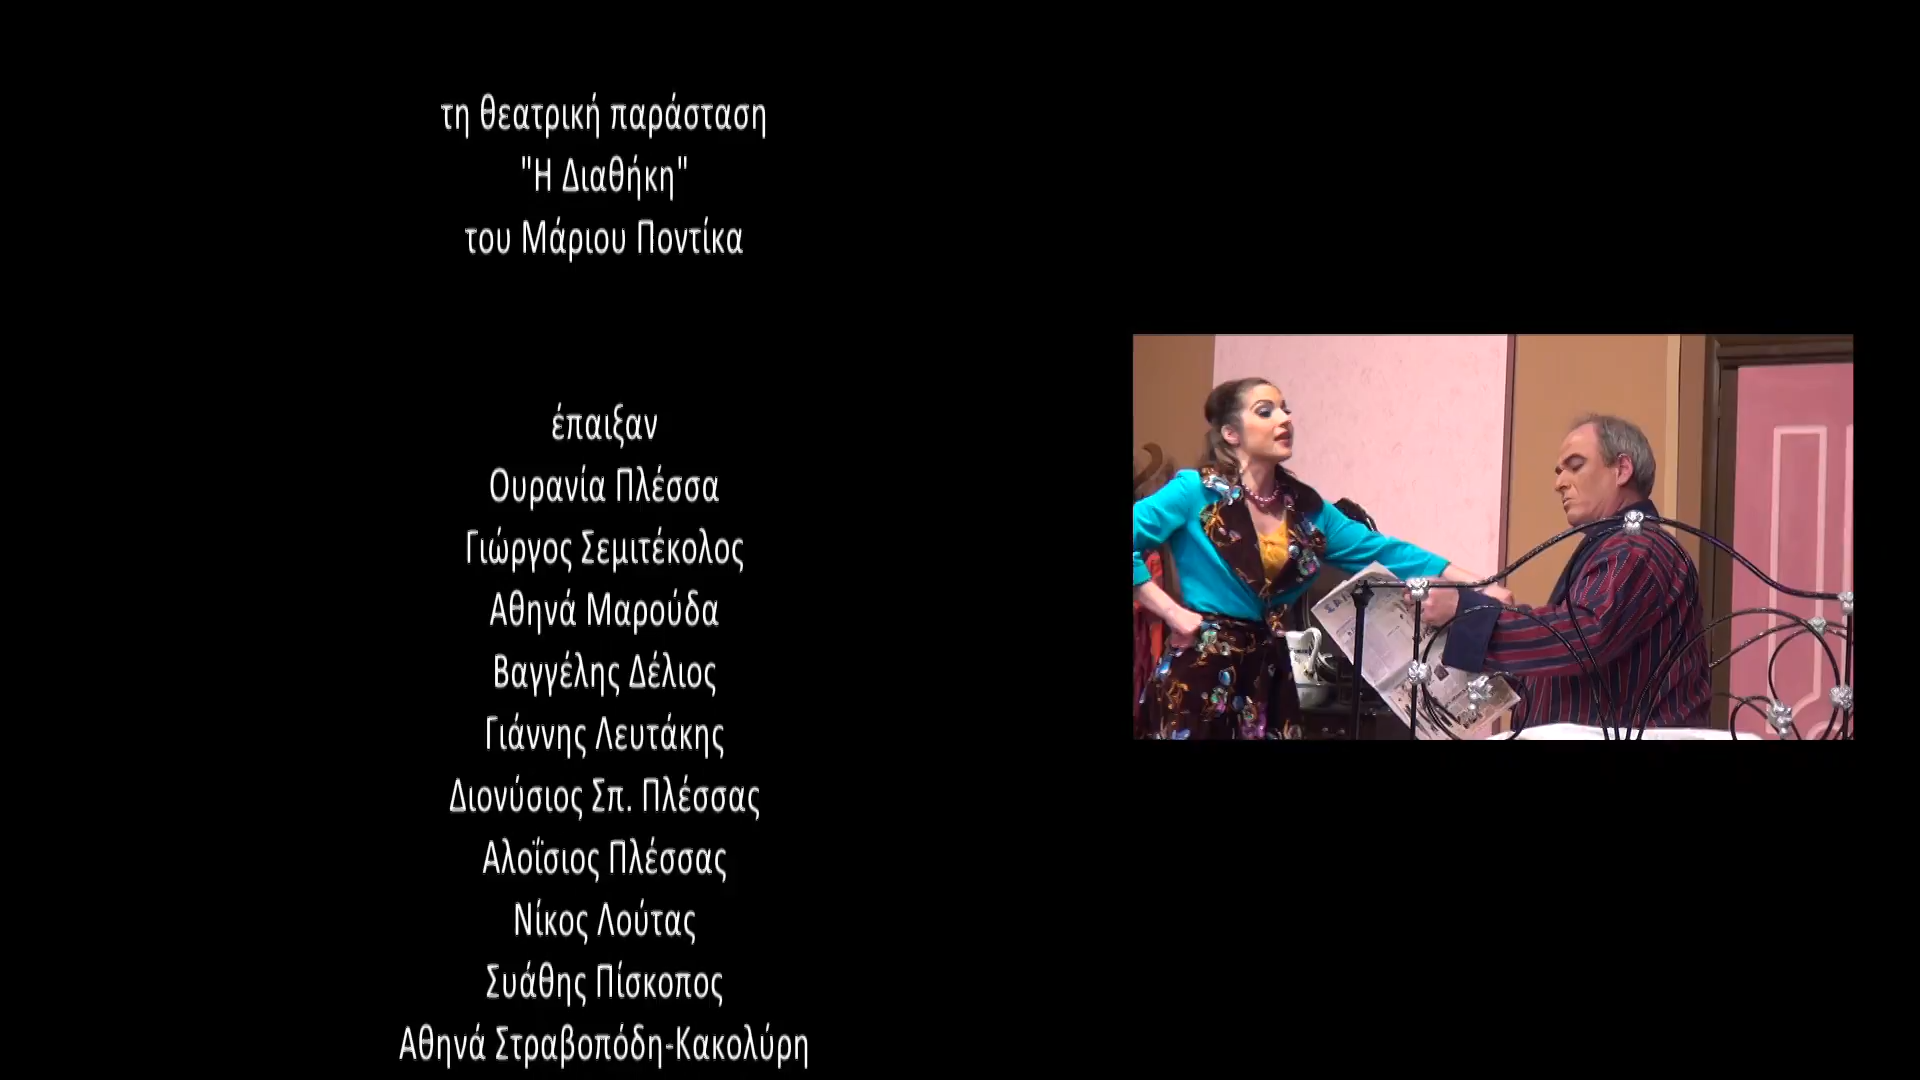 τη θεατρική παράσταση
"Η Διαθήκη"
του Μάριου Ποντίκα
έπαιξαν
Ουρανία Πλέσσα
Γιώργος Σεμιτέκολος
Αθηνά Μαρούδα
Βαγγέλης Δέλιος
Γιάννης Λευτάκης
Διονύσιος Σπ. Πλέσσας
Αλοΐσιος Πλέσσας
Νίκος Λούτας
Συάθης Πίσκοπος
Αθηνά Στραβοπόδη-Κακολύρη